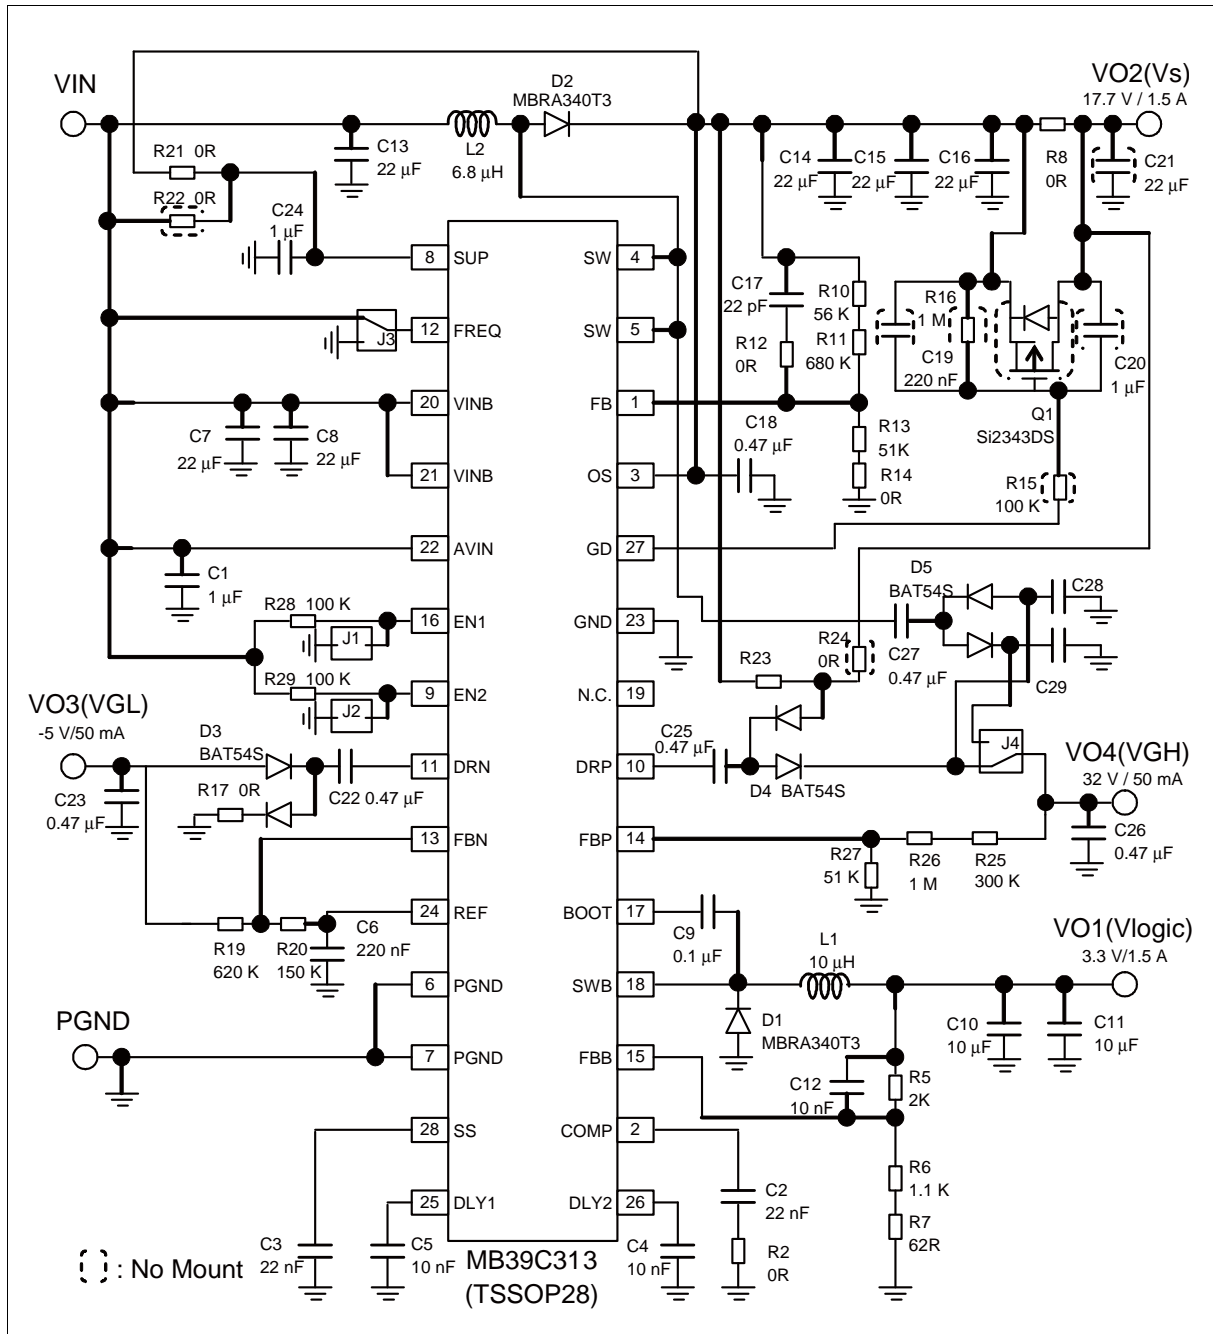 VIN
D2
MBRA340T3
VO2(Vs)
17.7 V / 1.5 A
R21 0R
C13
22 µF
L2
6.8 µH
C14
22 µF
C15
22 µF
C16
22 µF
R8
0R
C21
22 µF
R22 0R
C24
1 µF
8
SUP
SW
4
C17
22 pF
R10
56 K
R16
1 M
J3
12
FREQ
SW
5
R12
0R
R11
680 K
C19
220 nF
C20
1 µF
20
VINB
FB
1
C7
22 µF
C8
22 µF
C18
0.47 µF
R13
51K
Q1
Si2343DS
21
VINB
OS
3
R14
0R
R15
100 K
22
AVIN
GD
27
C1
1 µF
D5
BAT54S
C28
R28 100 K
J1
16
EN1
GND
23
R24
0R
C27
0.47 µF
R29 100 K
J2
9
EN2
N.C.
19
R23
C29
VO3(VGL)
-5 V/50 mA
D3
BAT54S
C25
0.47 µF
J4
VO4(VGH)
32 V / 50 mA
11
DRN
DRP
10
R17 0R
C22 0.47 µF
D4 BAT54S
C23
0.47 µF
C26
0.47 µF
13
FBN
FBP
14
R27
51 K
R26
1 M
R25
300 K
24
REF
BOOT
17
R19
620 K
R20
150 K
C6
220 nF
C9
0.1 µF
L1
10 µH
VO1(Vlogic)
3.3 V/1.5 A
6
PGND
SWB
18
PGND
D1
MBRA340T3
C10
10 µF
C11
10 µF
7
PGND
FBB
15
C12
10 nF
R5
2K
28
SS
COMP
2
R6
1.1 K
C2
22 nF
25
DLY1
DLY2
26
R7
62R
C3
22 nF
C5
10 nF
C4
10 nF
R2
0R
: No Mount
MB39C313
(TSSOP28)